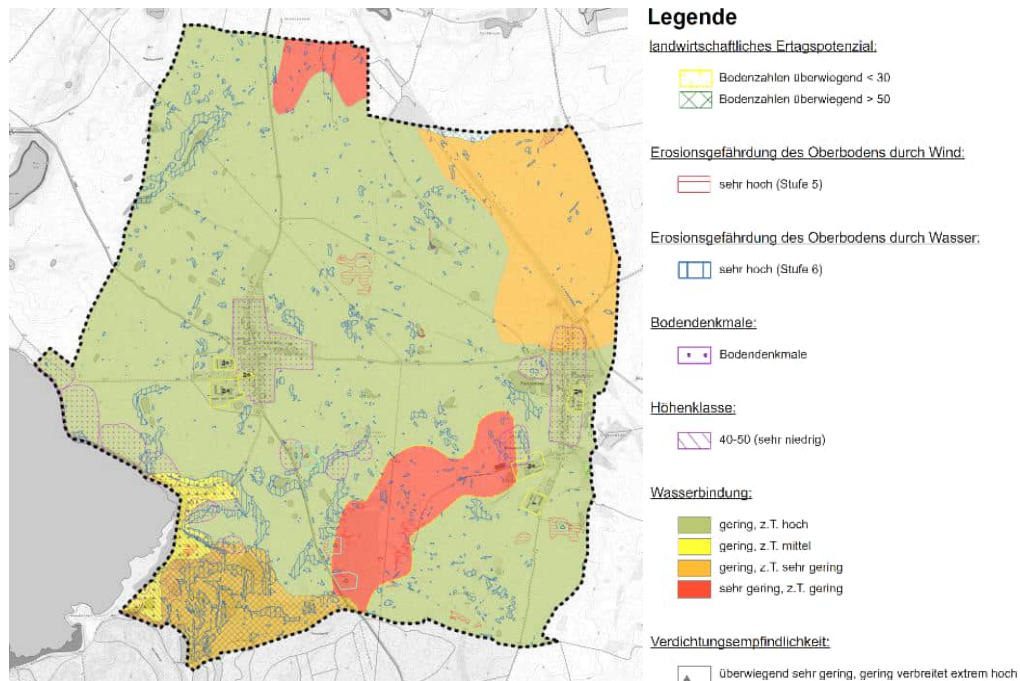 Legende
landwirtschaftliches Ertagspotenzial:
Bodenzahlen überwiegend < 30
Bodenzahlen überwiegend > 50
Erosionsgefährdung des Oberbodens durch Wind:
sehr hoch (Stufe 5)
Erosionsgefährdung des Oberbodens durch Wasser:
sehr hoch (Stufe 6)
Bodendenkmale:
Bodendenkmale
Höhenklasse:
40-50 (sehr niedrig)
Wasserbindung:
gering, z.T. hoch
gering, z.T. mittel
gering, z.T. sehr gering
sehr gering, z.T. gering
Verdichtungsempfindlichkeit:
überwiegend sehr gering, gering verbreitet extrem hoch